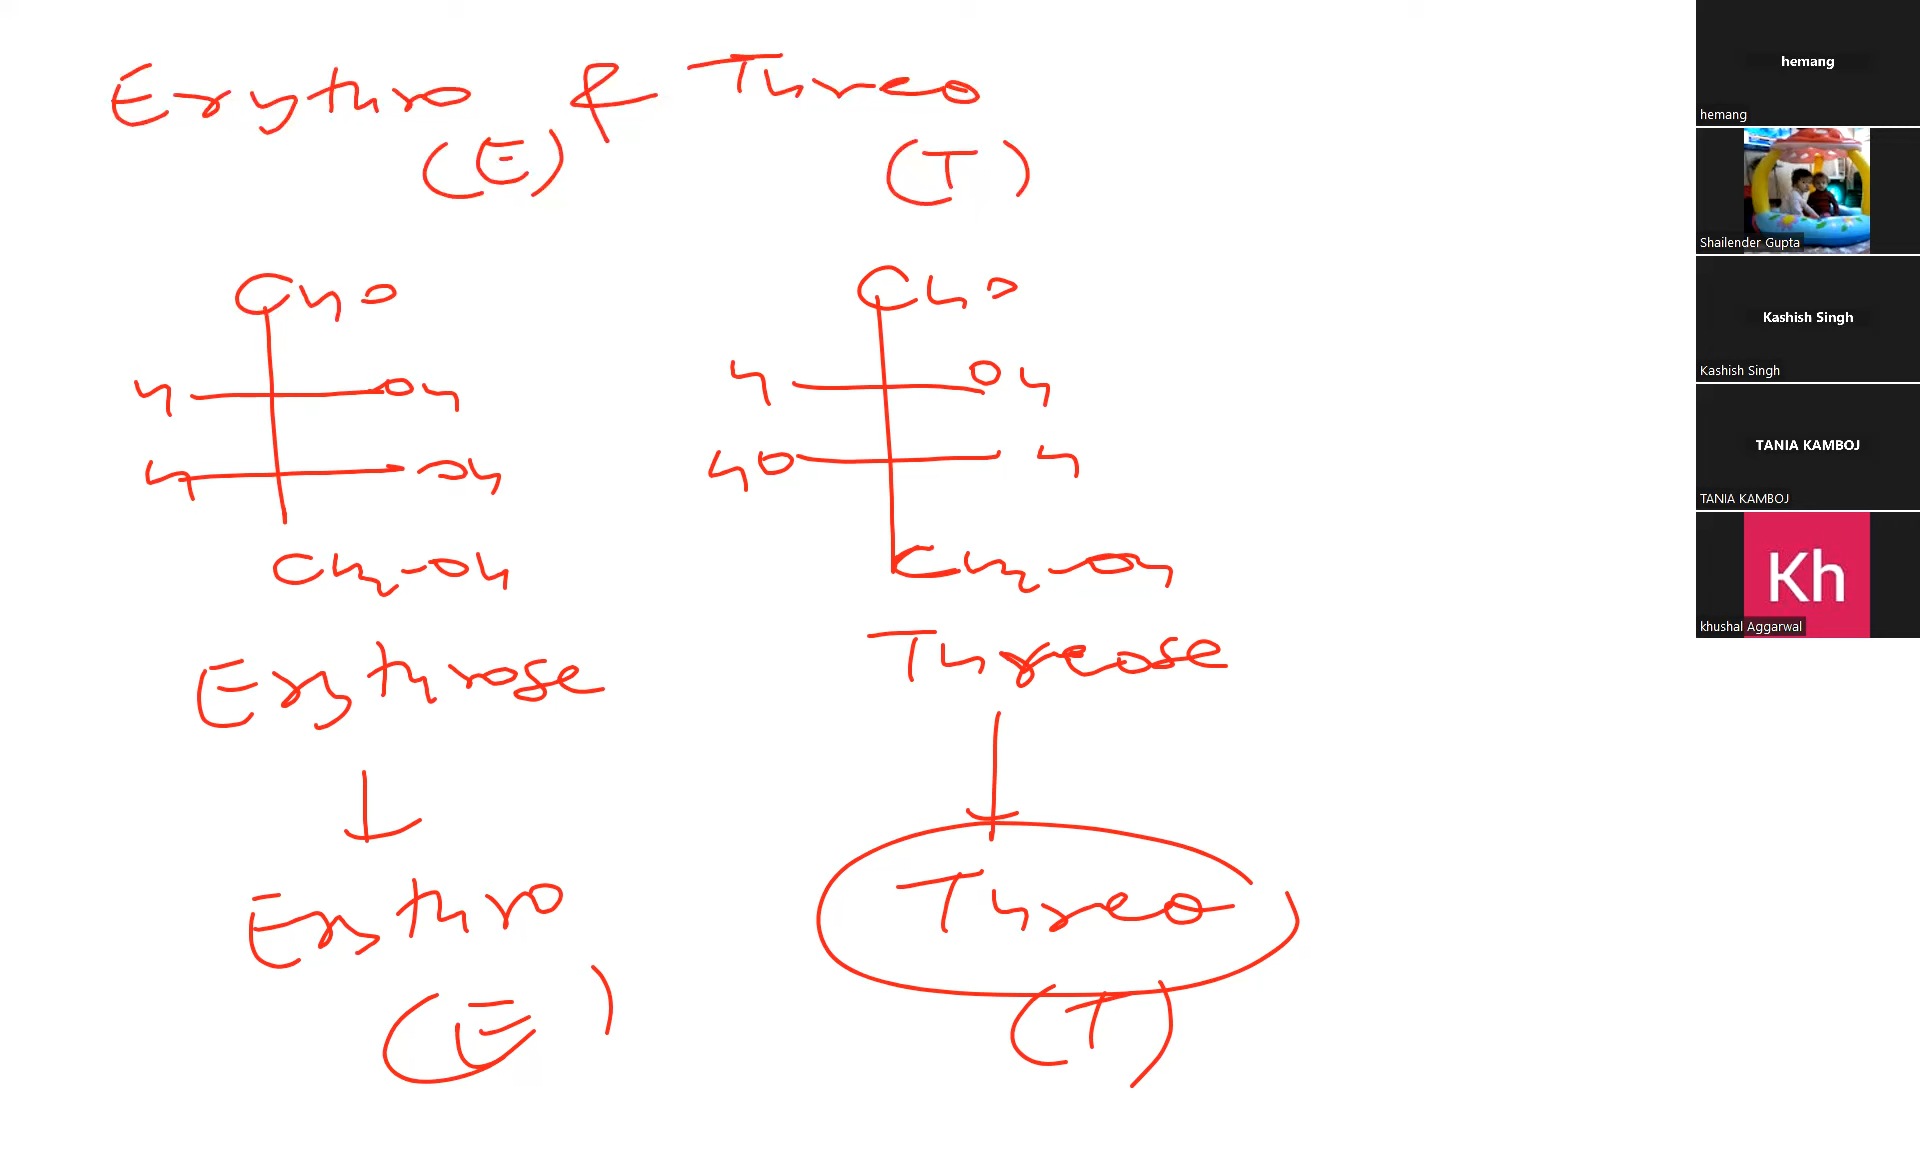 Erythro & Threo
(E) (T)
CHO CHO
H OH H OH
H OH HO H
CH2-OH CH2-OH
Erythrose Threose
Erythro Threo
(E) (T)
hemang
hemang
Shailender Gupta
Kashish Singh
Kashish Singh
TANIA KAMBOJ
TANIA KAMBOJ
Kh
khushal Aggarwal